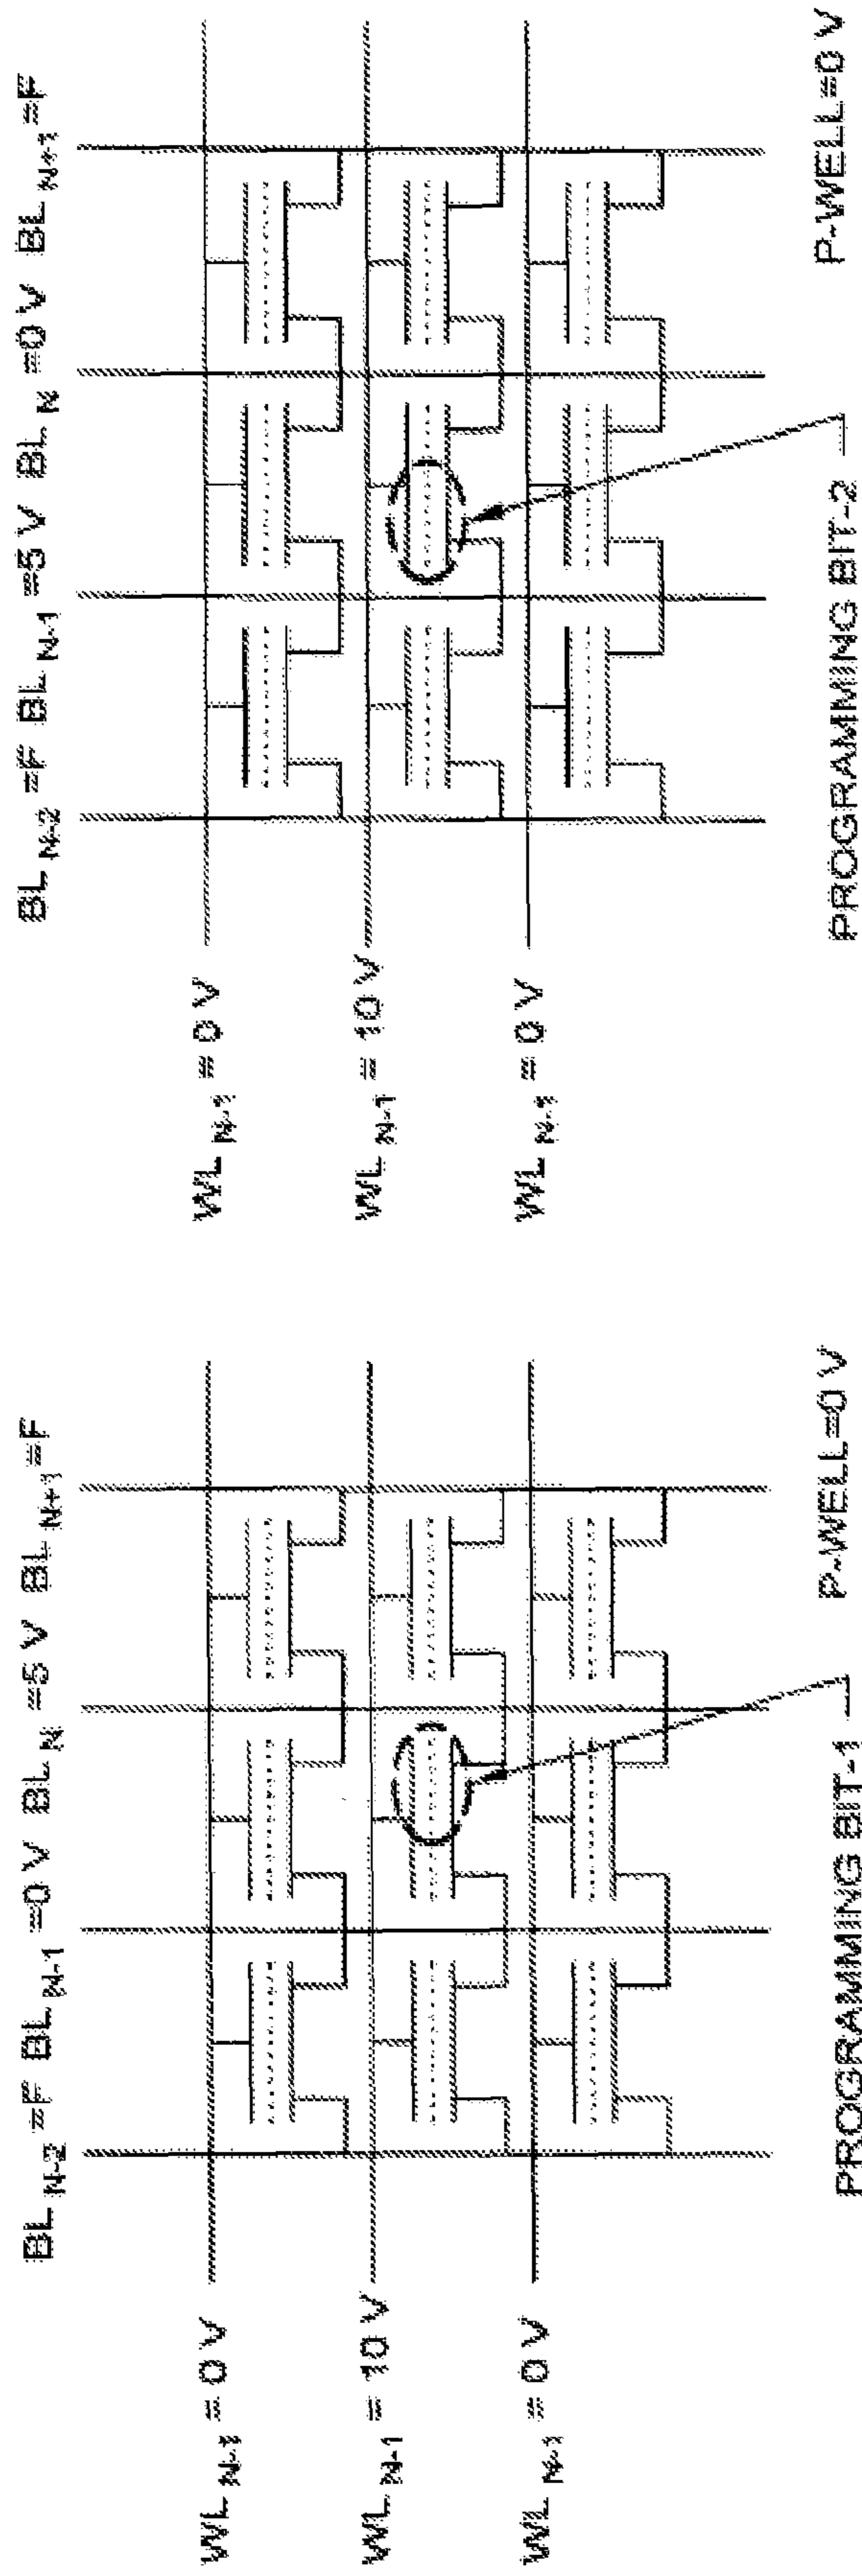 BL N-2 =F BL N-1 =0 V BL N =5 V BL N+1 =F
WL N-1 = 0 V
WL N-1 = 10 V
WL N-1 = 0 V
P-WELL=0 V
PROGRAMMING BIT-1
BL N-2 =F BL N-1 =5 V BL N =0 V BL N+1 =F
WL N-1 = 0 V
WL N-1 = 10 V
WL N-1 = 0 V
P-WELL=0 V
PROGRAMMING BIT-2